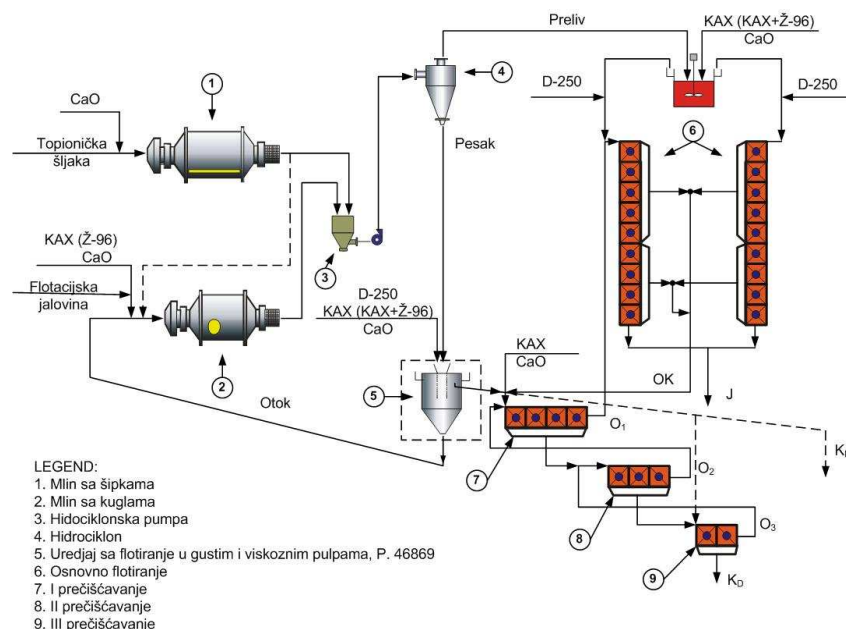 Preliv
KAX (KAX+Ž-96)
CaO
1
4
CaO
D-250
D-250
Topionička
šljaka
6
Pesak
KAX (Ž-96)
CaO
3
Flotacijska
jalovina
D-250
KAX (KAX+Ž-96)
CaO
KAX
CaO
2
5
OK
J
Otok
O1
7
O2
8
O3
9
KD
LEGEND:
1. Mlin sa šipkama
2. Mlin sa kuglama
3. Hidociklonska pumpa
4. Hidrociklon
5. Uredjaj sa flotiranje u gustim i viskoznim pulpama, P. 46869
6. Osnovno flotiranje
7. I prečišćavanje
8. II prečišćavanje
9. III prečišćavanje